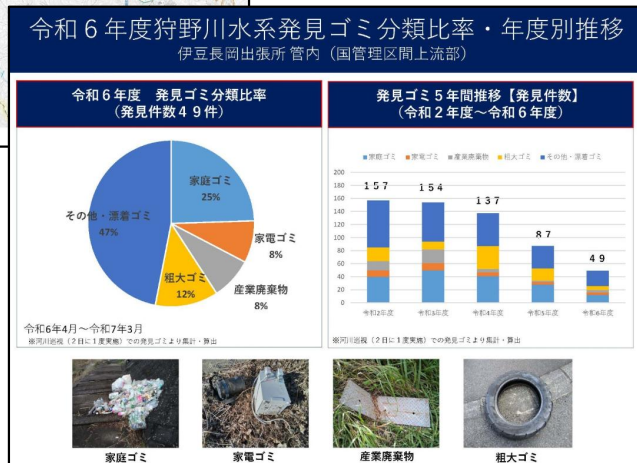 令和６年度狩野川水系発見ゴミ分類比率・年度別推移
伊豆長岡出張所 管内（国管理区間上流部）
令和６年度　発見ゴミ分類比率
（発見件数４９件）
家庭ゴミ
25%
家電ゴミ
8%
産業廃棄物
8%
粗大ゴミ
12%
その他・漂着ゴミ
47%
令和6年4月～令和7年3月
※河川巡視（２日に１度実施）での発見ゴミより集計・算出
発見ゴミ５年間推移【発見件数】
（令和２年度～令和６年度）
家庭ゴミ 家電ゴミ 産業廃棄物 粗大ゴミ その他・漂着ゴミ
200
180
160
140
120
100
80
60
40
20
0
１５７
１５４
１３７
８７
４９
令和2年度 令和3年度 令和4年度 令和5年度 令和6年度
※河川巡視（２日に１度実施）での発見ゴミより集計・算出
家庭ゴミ
家電ゴミ
産業廃棄物
粗大ゴミ